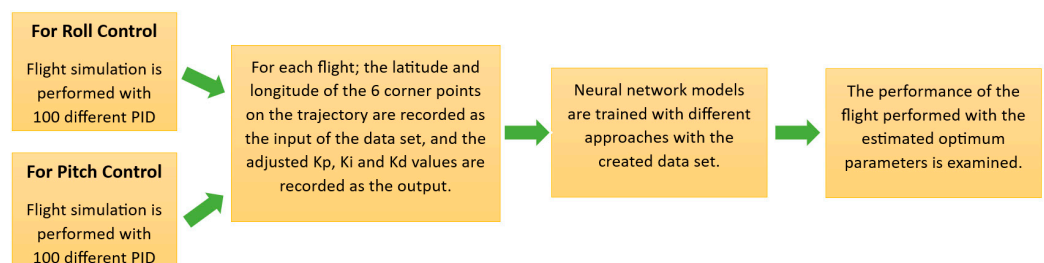 For Roll Control
Flight simulation is
performed with
100 different PID
For Pitch Control
Flight simulation is
performed with
100 different PID
For each flight; the latitude and
longitude of the 6 corner points
on the trajectory are recorded as
the input of the data set, and the
adjusted Kp, Ki and Kd values are
recorded as the output.
Neural network models
are trained with different
approaches with the
created data set.
The performance of the
flight performed with the
estimated optimum
parameters is examined.